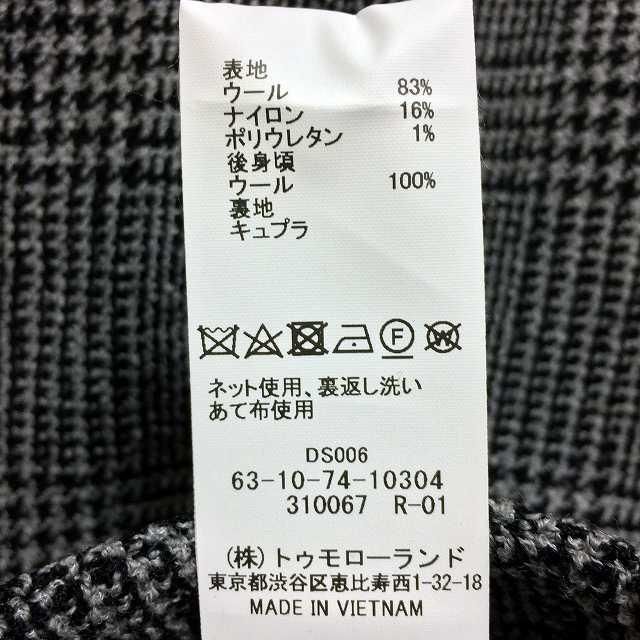 表地
ウール 83%
ナイロン 16%
ポリウレタン 1%
後身頃
ウール 100%
裏地
キュプラ
F W
ネット使用、裏返し洗い
あて布使用
DS006
63-10-74-10304
310067 R-01
(株)トゥモローランド
東京都渋谷区恵比寿西1-32-18
MADE IN VIETNAM